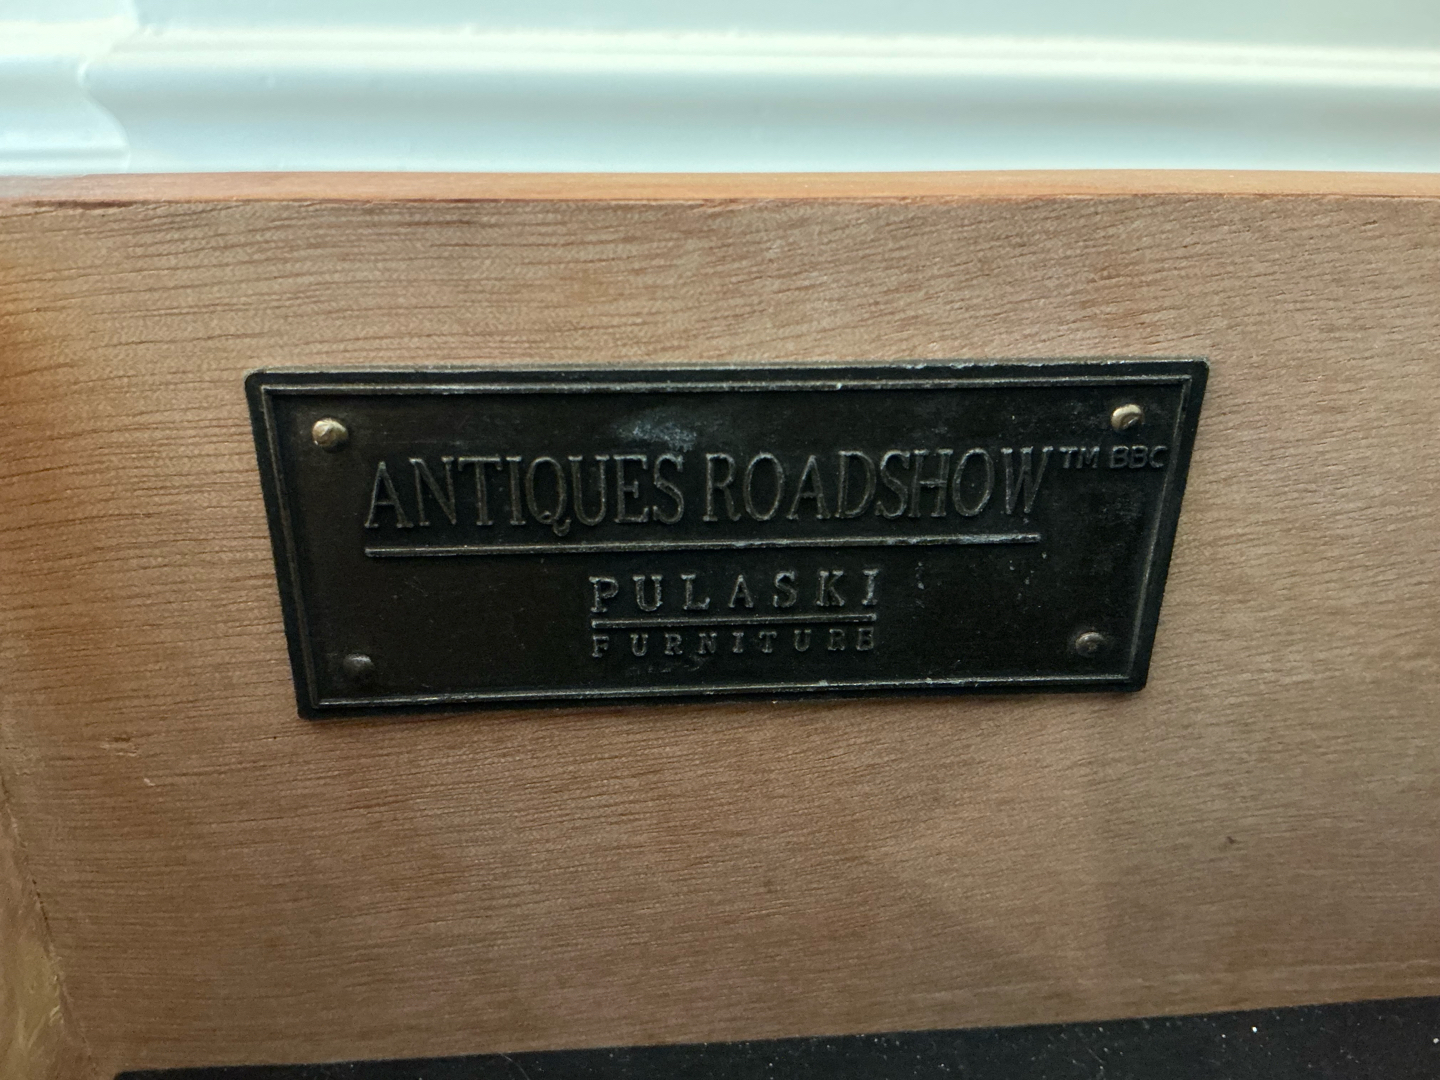 ANTIQUES ROADSHOW™ BBC
PULASKI
FURNITURE